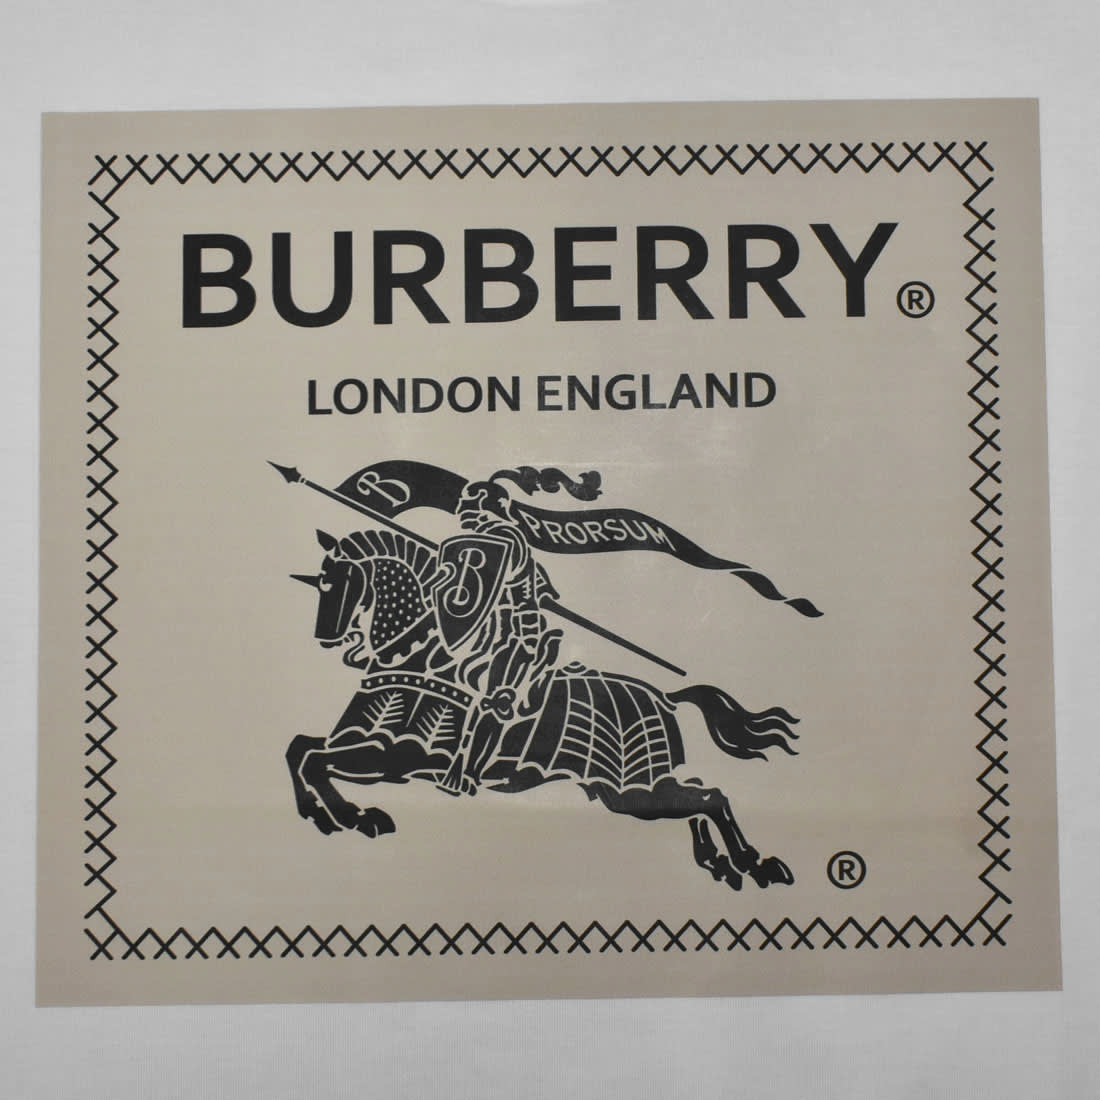 BURBERRY®
LONDON ENGLAND
B PRORSUM
B
®